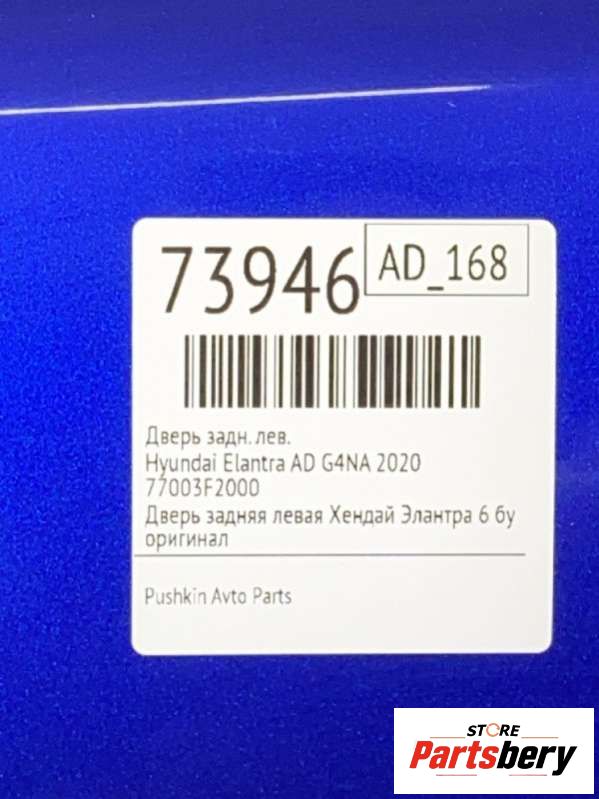 73946
AD_168
Дверь задн. лев.
Hyundai Elantra AD G4NA 2020
77003F2000
Дверь задняя левая Хендай Элантра 6 бу
оригинал
Pushkin Avto Parts
STORE
Partsbery